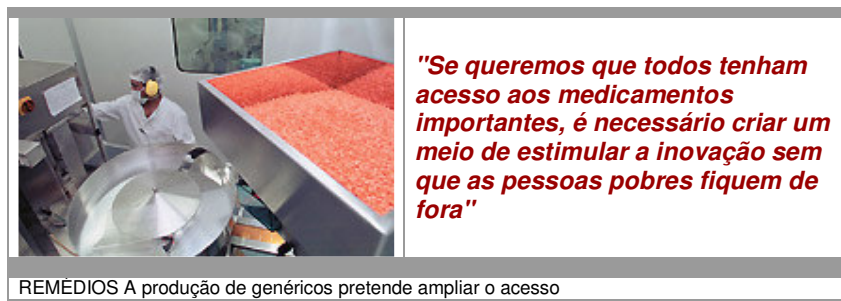 "Se queremos que todos tenham
acesso aos medicamentos
importantes, é necessário criar um
meio de estimular a inovação sem
que as pessoas pobres fiquem de
fora"
REMÉDIOS A produção de genéricos pretende ampliar o acesso